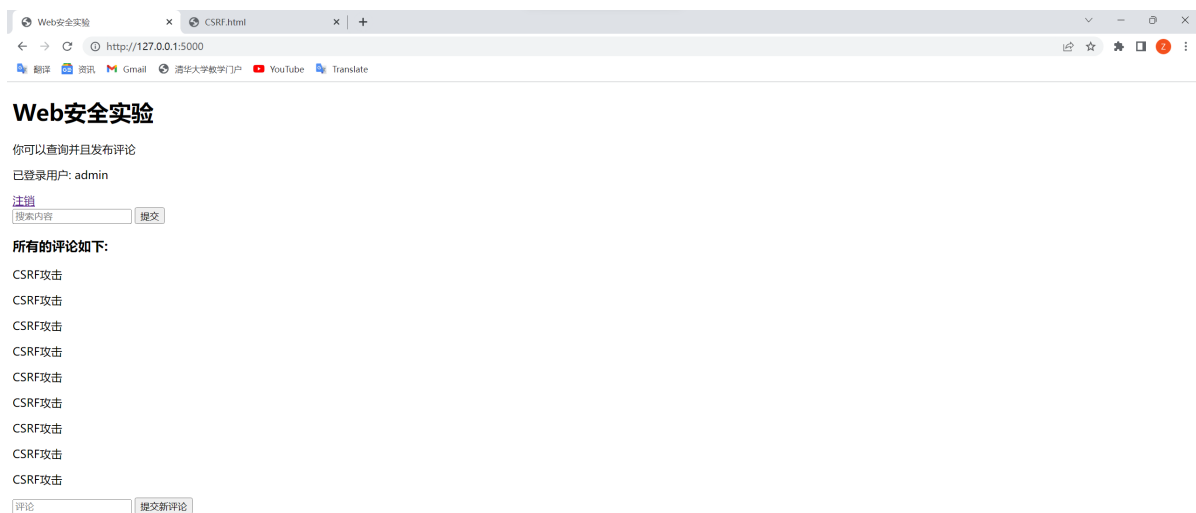 Web安全实验 CSRF.html
http://127.0.0.1:5000 Z
翻译 资讯 Gmail 清华大学教学门户 YouTube Translate
Web安全实验
你可以查询并且发布评论
已登录用户: admin
注销
搜索内容 提交
所有的评论如下:
CSRF攻击
CSRF攻击
CSRF攻击
CSRF攻击
CSRF攻击
CSRF攻击
CSRF攻击
CSRF攻击
CSRF攻击
评论 提交新评论